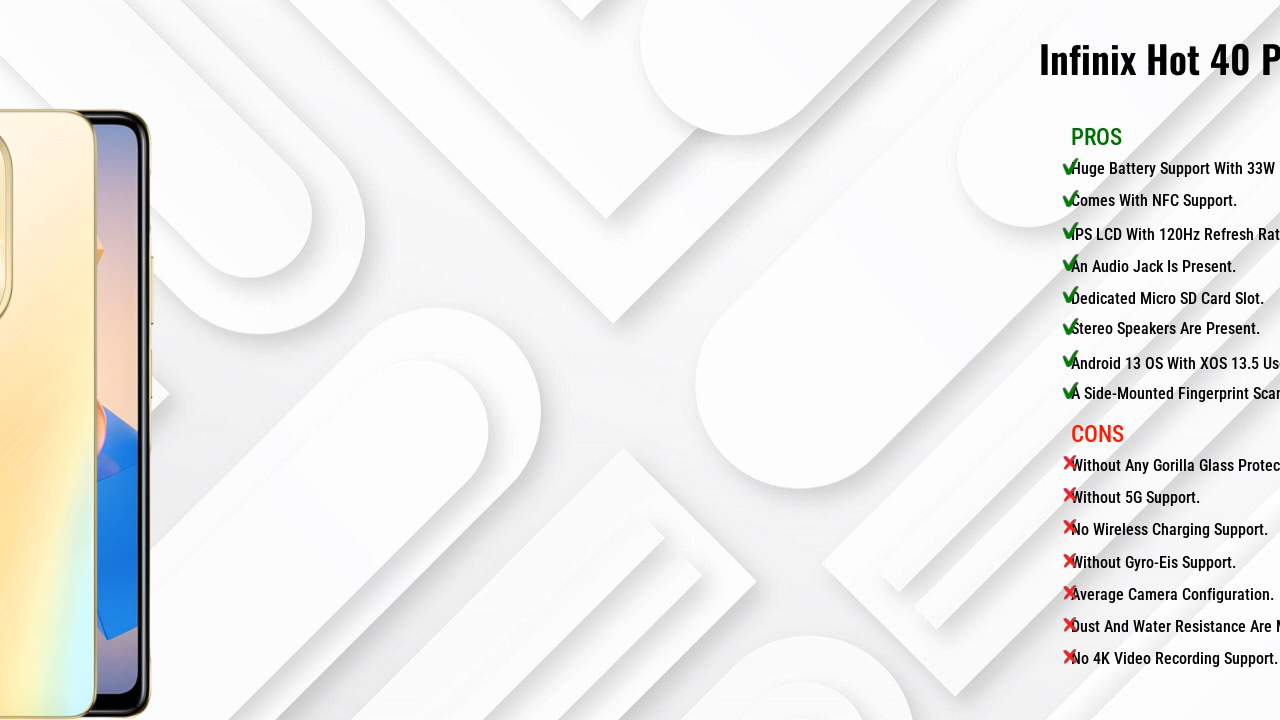 Infinix Hot 40 P
PROS
Huge Battery Support With 33W
Comes With NFC Support.
IPS LCD With 120Hz Refresh Rat
An Audio Jack Is Present.
Dedicated Micro SD Card Slot.
Stereo Speakers Are Present.
Android 13 OS With XOS 13.5 Us
A Side-Mounted Fingerprint Scan
CONS
Without Any Gorilla Glass Protec
Without 5G Support.
No Wireless Charging Support.
Without Gyro-Eis Support.
Average Camera Configuration.
Dust And Water Resistance Are M
No 4K Video Recording Support.